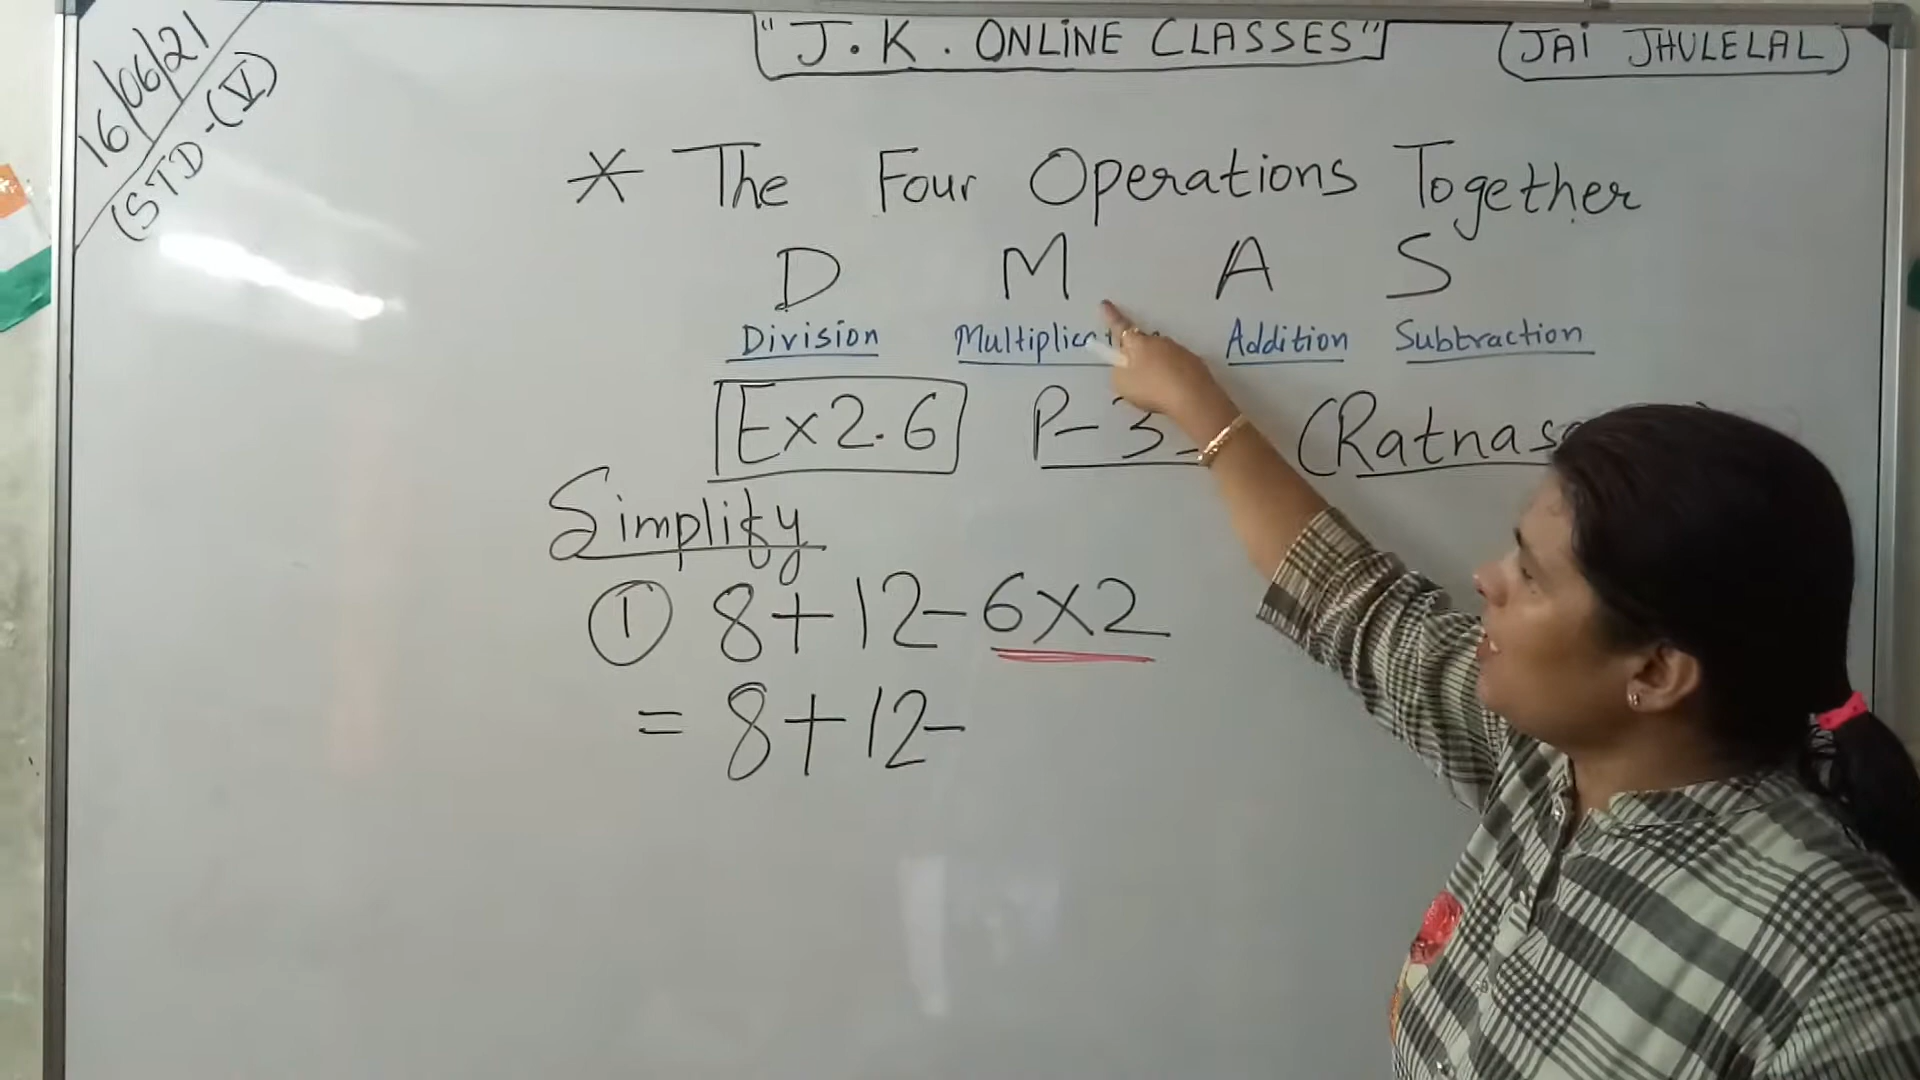 16/06/21
(STD-(V)
"J.K. ONLINE CLASSES"
(JAI JHULELAL)
* The Four Operations Together
D M A S
Division Addition Subtraction
Ex 2.6
Simplify
① 8+12-6×2
= 8+12-